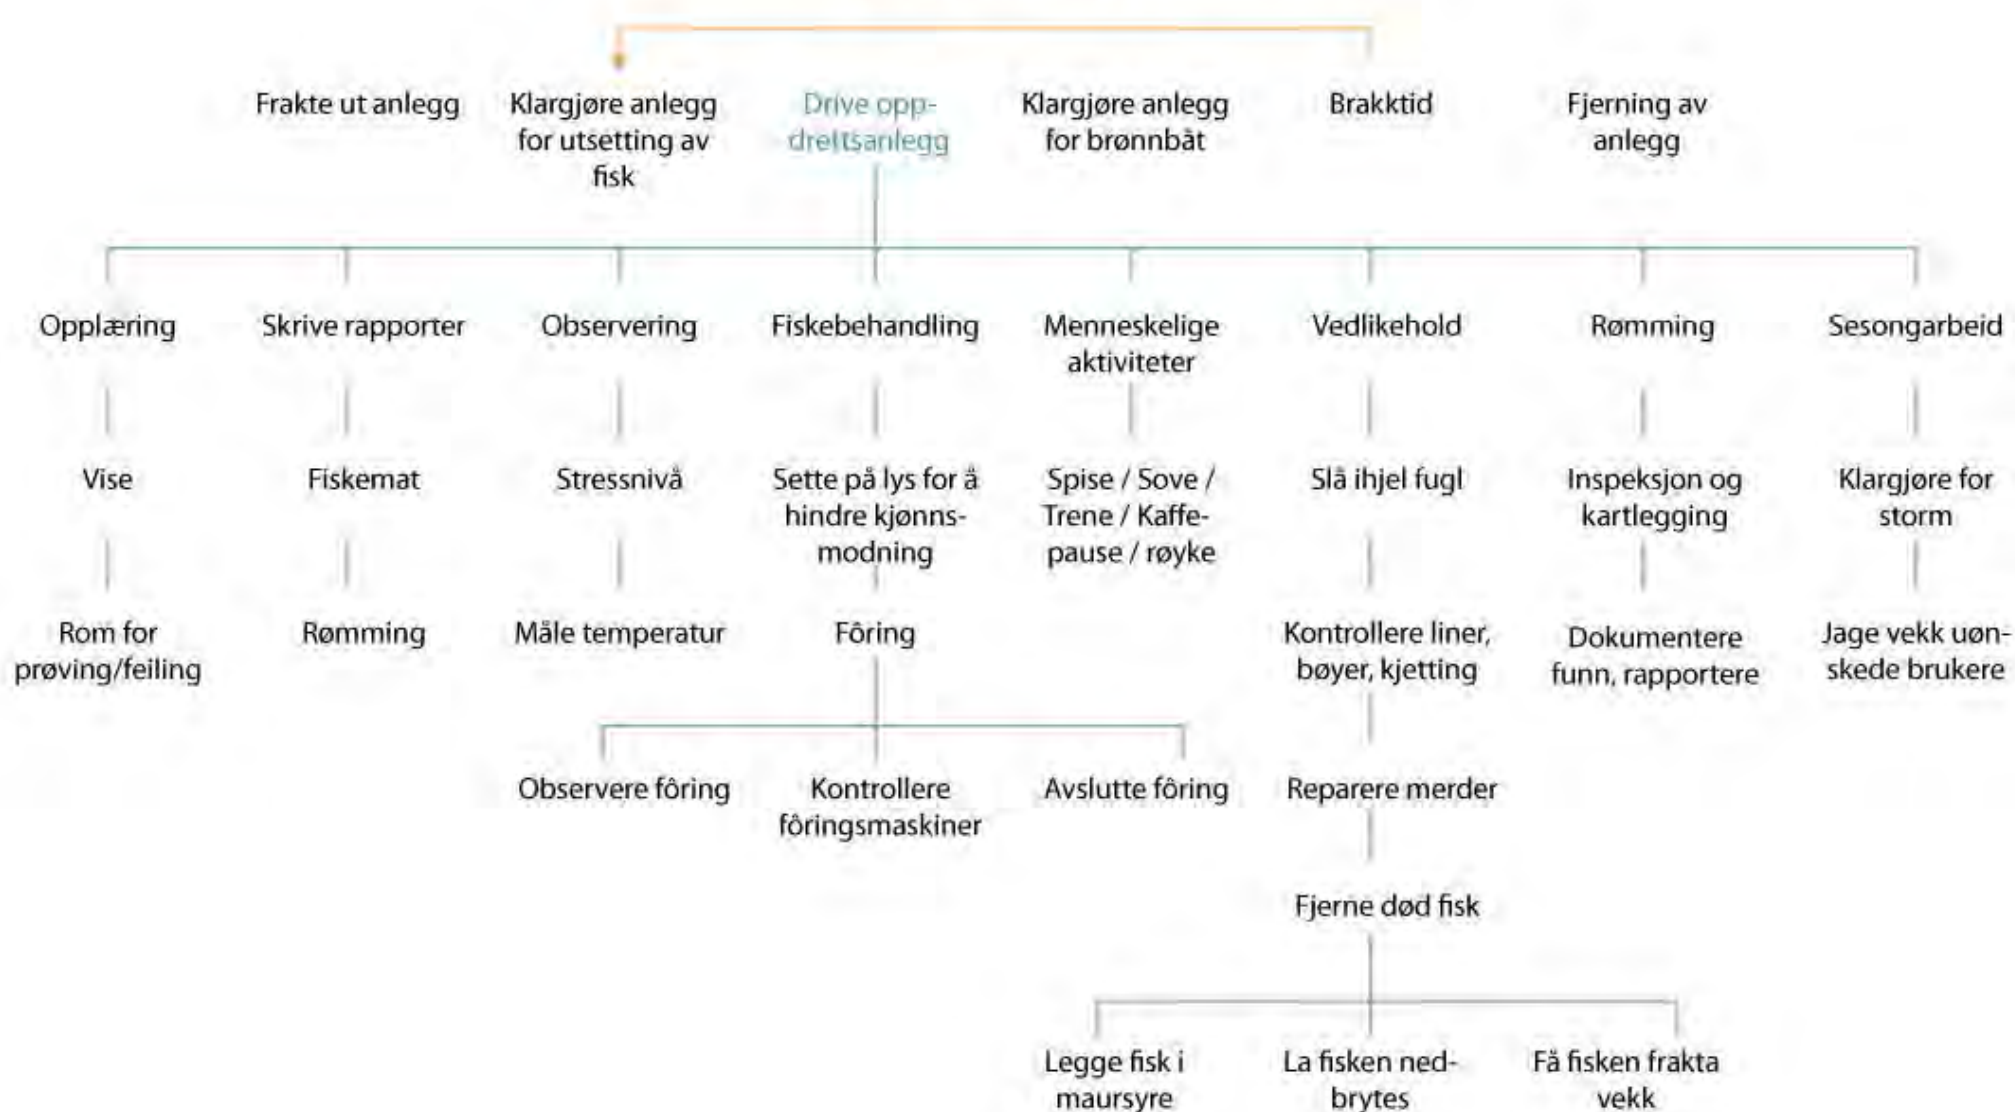 Frakte ut anlegg
Klargjøre anlegg
for utsetting av
fisk
Drive opp-
drettsanlegg
Klargjøre anlegg
for brønnbåt
Brakktid
Fjerning av
anlegg
Opplæring
Skrive rapporter
Observering
Fiskebehandling
Menneskelige
aktiviteter
Vedlikehold
Rømming
Sesongarbeid
Vise
Fiskemat
Stressnivå
Sette på lys for å
hindre kjønns-
modning
Spise / Sove /
Trene / Kaffe-
pause / røyke
Slå ihjel fugl
Inspeksjon og
kartlegging
Klargjøre for
storm
Rom for
prøving/feiling
Rømming
Måle temperatur
Fôring
Kontrollere liner,
bøyer, kjetting
Dokumentere
funn, rapportere
Jage vekk uøn-
skede brukere
Observere fôring
Kontrollere
fôringsmaskiner
Avslutte fôring
Reparere merder
Fjerne død fisk
Legge fisk i
maursyre
La fisken ned-
brytes
Få fisken frakta
vekk